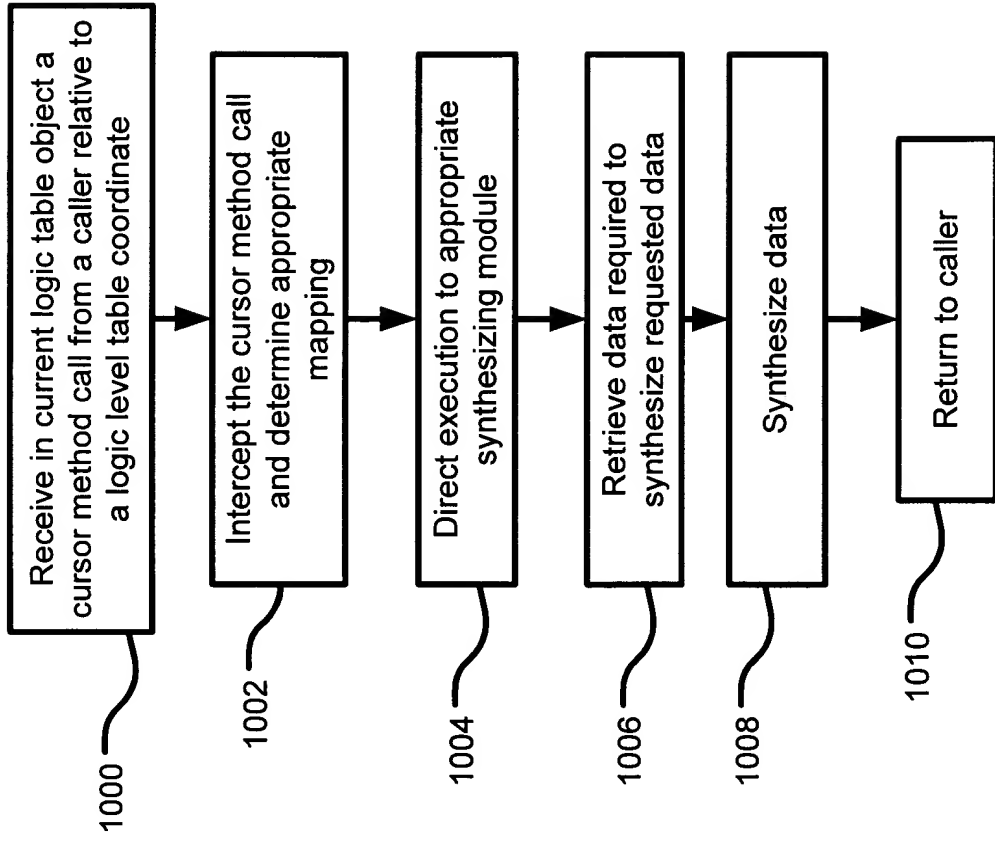 Receive in current logic table object a
cursor method call from a caller relative to
a logic level table coordinate
1000
Intercept the cursor method call
and determine appropriate
mapping
1002
Direct execution to appropriate
synthesizing module
1004
Retrieve data required to
synthesize requested data
1006
Synthesize data
1008
Return to caller
1010